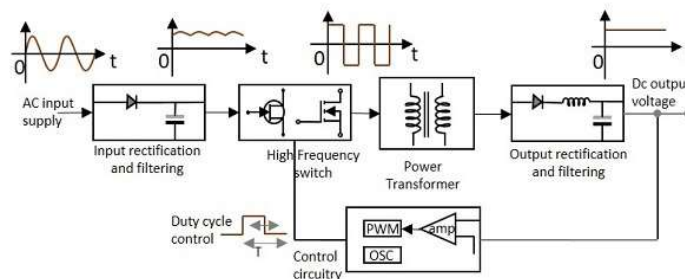 t
0
t
0
t
0
0
AC input
supply
Dc output
voltage
Input rectification
and filtering
High Frequency
switch
Power
Transformer
Output rectification
and filtering
Duty cycle
control
T
Control
circuitry
PWM
amp
OSC